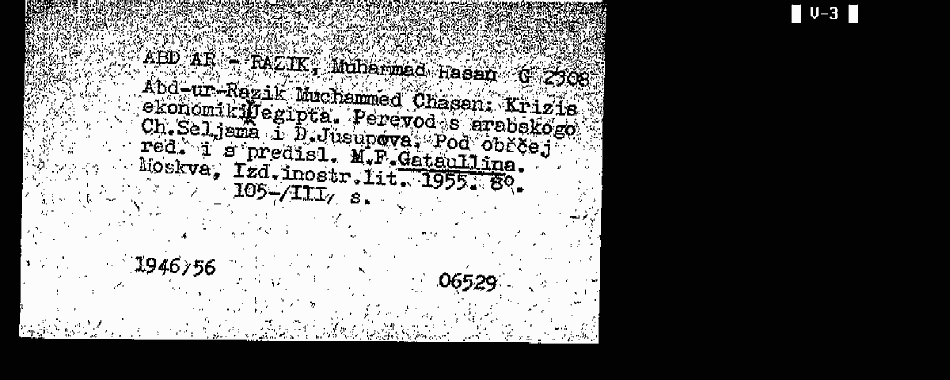 V-3
ABD AR - RAZIK, Muhammad Hasan G 2908
Abd-ur-Razik Muchammed Chasan: Krizis
ekonomiki Jegipta. Perevod s arabskogo
Ch.Seljama i D.Jusupova. Pod obščej
red. i s predisl. M.F.Gataullina.
Moskva, Izd.inostr.lit. 1955. 8º.
105-/III/ s.
1946/56
06529